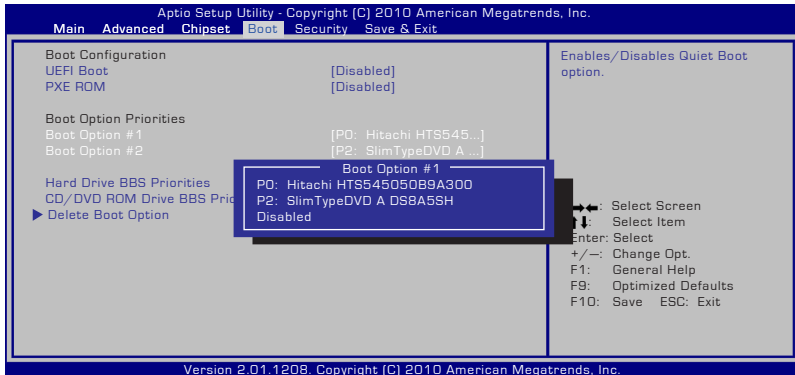 Aptio Setup Utility - Copyright (C) 2010 American Megatrends, Inc.
Main Advanced Chipset Boot Security Save & Exit
Boot Configuration
UEFI Boot [Disabled]
PXE ROM [Disabled]
Boot Option Priorities
Boot Option #1 [P0: Hitachi HTS545...]
Boot Option #2 [P2: SlimTypeDVD A ...]
Hard Drive BBS Priorities
CD/DVD ROM Drive BBS
Delete Boot Option
Boot Option #1
P0: Hitachi HTS545050B9A300
P2: SlimTypeDVD A DS8A5SH
Disabled
Enables/Disables Quiet Boot
option.
→←: Select Screen
↑↓: Select Item
Enter: Select
+/—: Change Opt.
F1: General Help
F9: Optimized Defaults
F10: Save ESC: Exit
Version 2.01.1208. Copyright (C) 2010 American Megatrends, Inc.